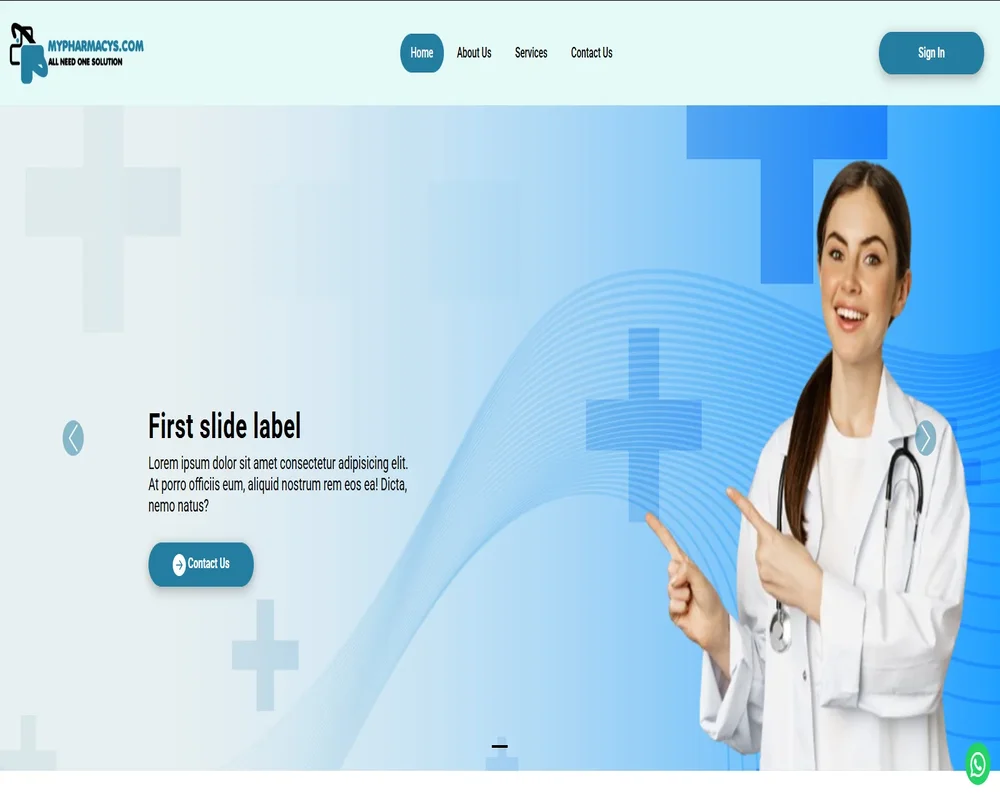 MYPHARMACYS.COM
ALL NEED ONE SOLUTION
Home
About Us
Services
Contact Us
Sign In
First slide label
Lorem ipsum dolor sit amet consectetur adipisicing elit.
At porro officiis eum, aliquid nostrum rem eos ea! Dicta,
nemo natus?
Contact Us